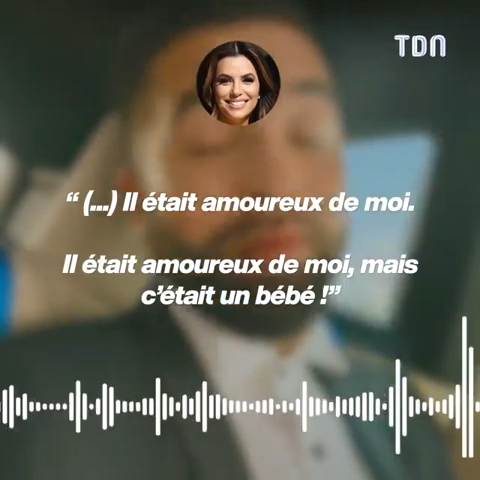 TDN
“ (...) Il était amoureux de moi.
Il était amoureux de moi, mais
c’était un bébé !”